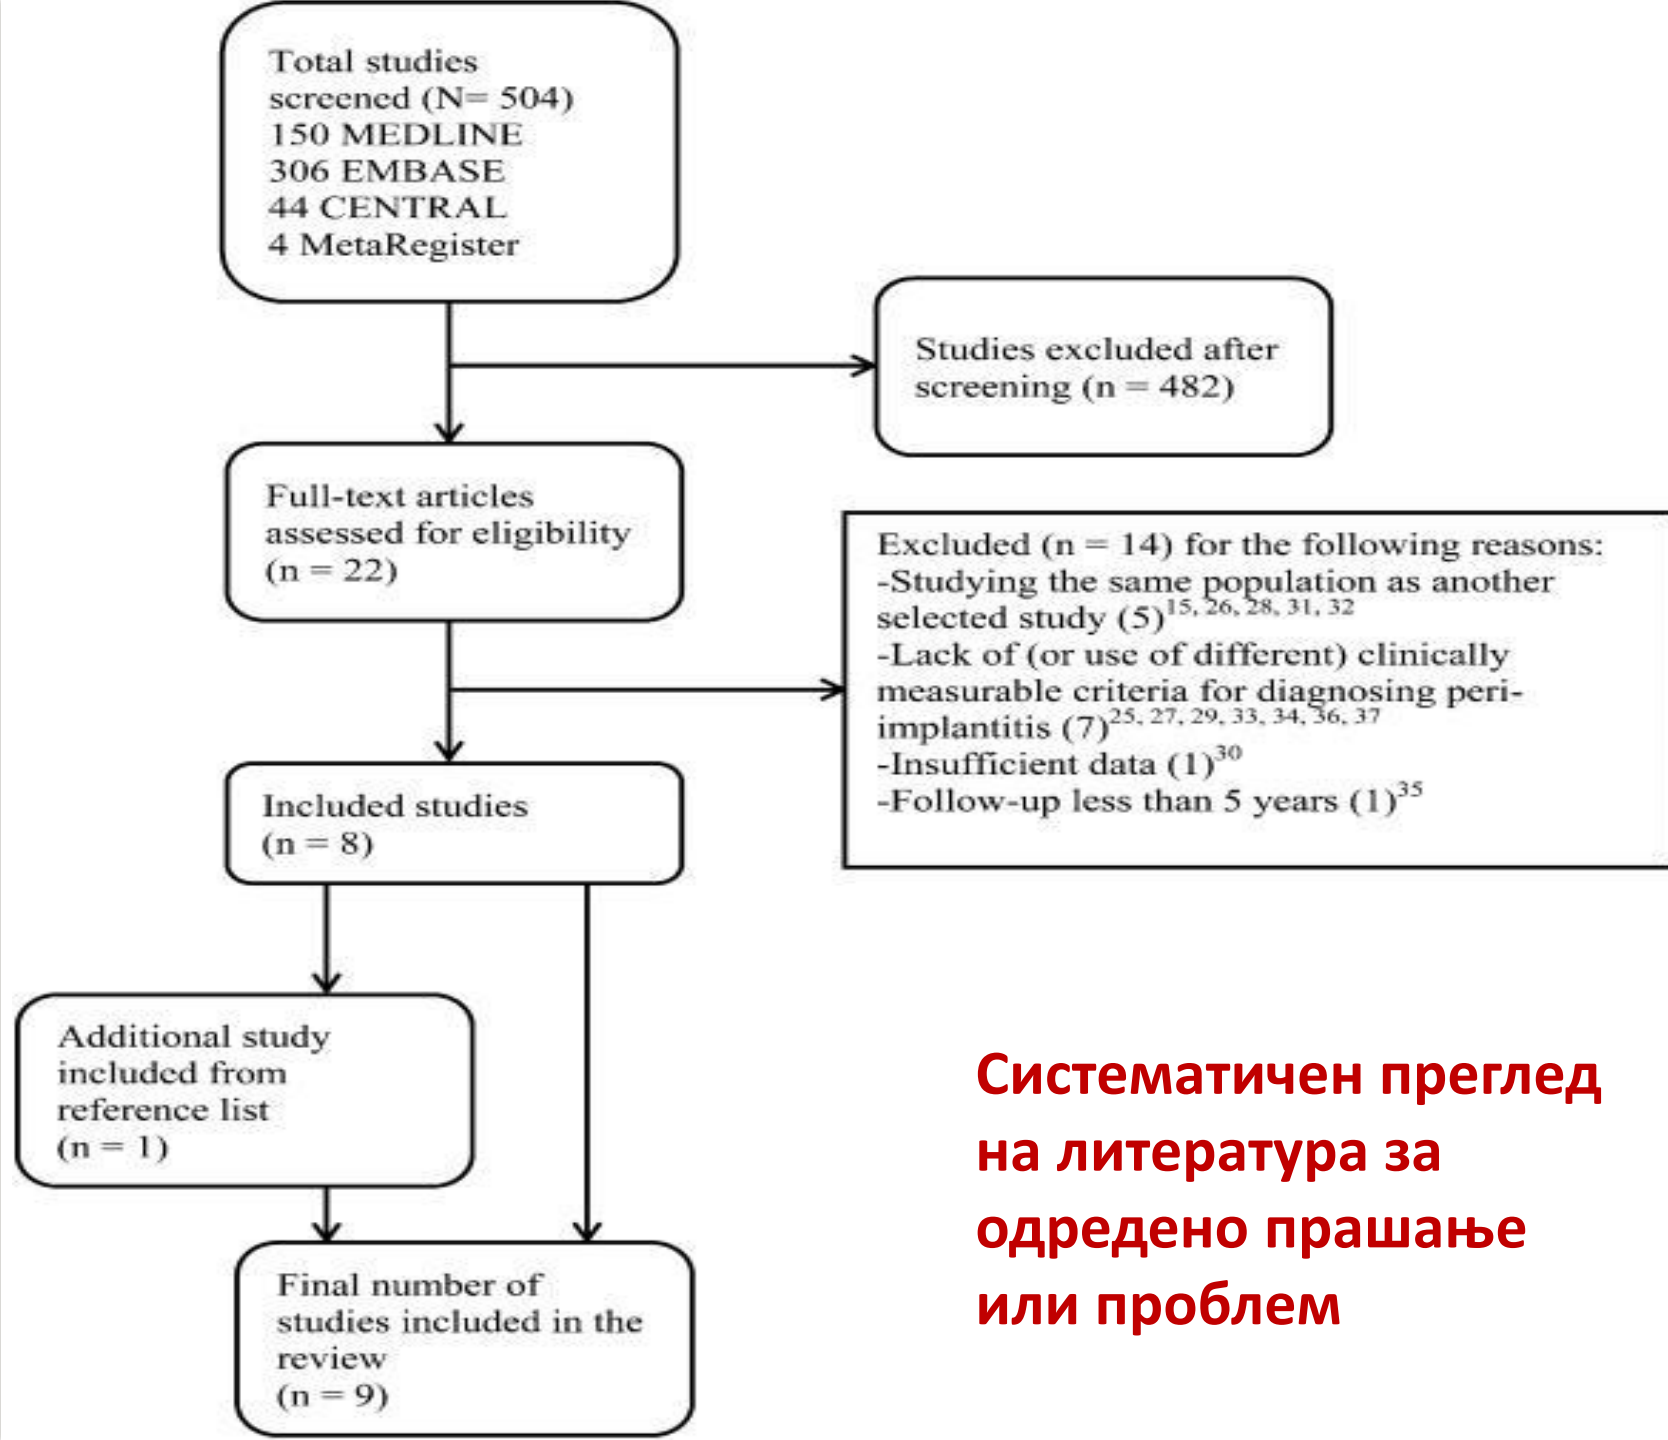 Total studies
screened (N= 504)
150 MEDLINE
306 EMBASE
44 CENTRAL
4 MetaRegister
Studies excluded after
screening (n = 482)
Full-text articles
assessed for eligibility
(n = 22)
Excluded (n = 14) for the following reasons:
-Studying the same population as another
selected study (5)15, 26, 28, 31, 32
-Lack of (or use of different) clinically
measurable criteria for diagnosing peri-
implantitis (7)25, 27, 29, 33, 34, 36, 37
-Insufficient data (1)30
-Follow-up less than 5 years (1)35
Included studies
(n = 8)
Additional study
included from
reference list
(n = 1)
Final number of
studies included in the
review
(n = 9)
Систематичен преглед
на литература за
одредено прашање
или проблем